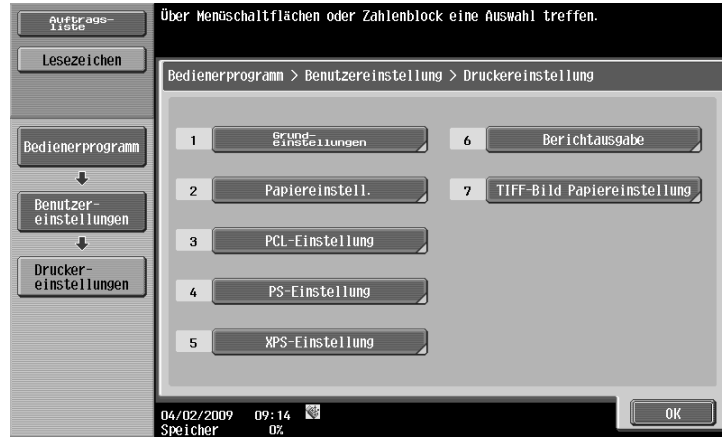 Auftrags-
liste
Lesezeichen
Bedienerprogramm
Benutzer-
einstellungen
Drucker-
einstellungen
Über Menüschaltflächen oder Zahlenblock eine Auswahl treffen.
Bedienerprogramm > Benutzereinstellung > Druckereinstellung
1 Grund-
einstellungen
2 Papiereinstell.
3 PCL-Einstellung
4 PS-Einstellung
5 XPS-Einstellung
6 Berichtausgabe
7 TIFF-Bild Papiereinstellung
04/02/2009 09:14
Speicher 0%
OK